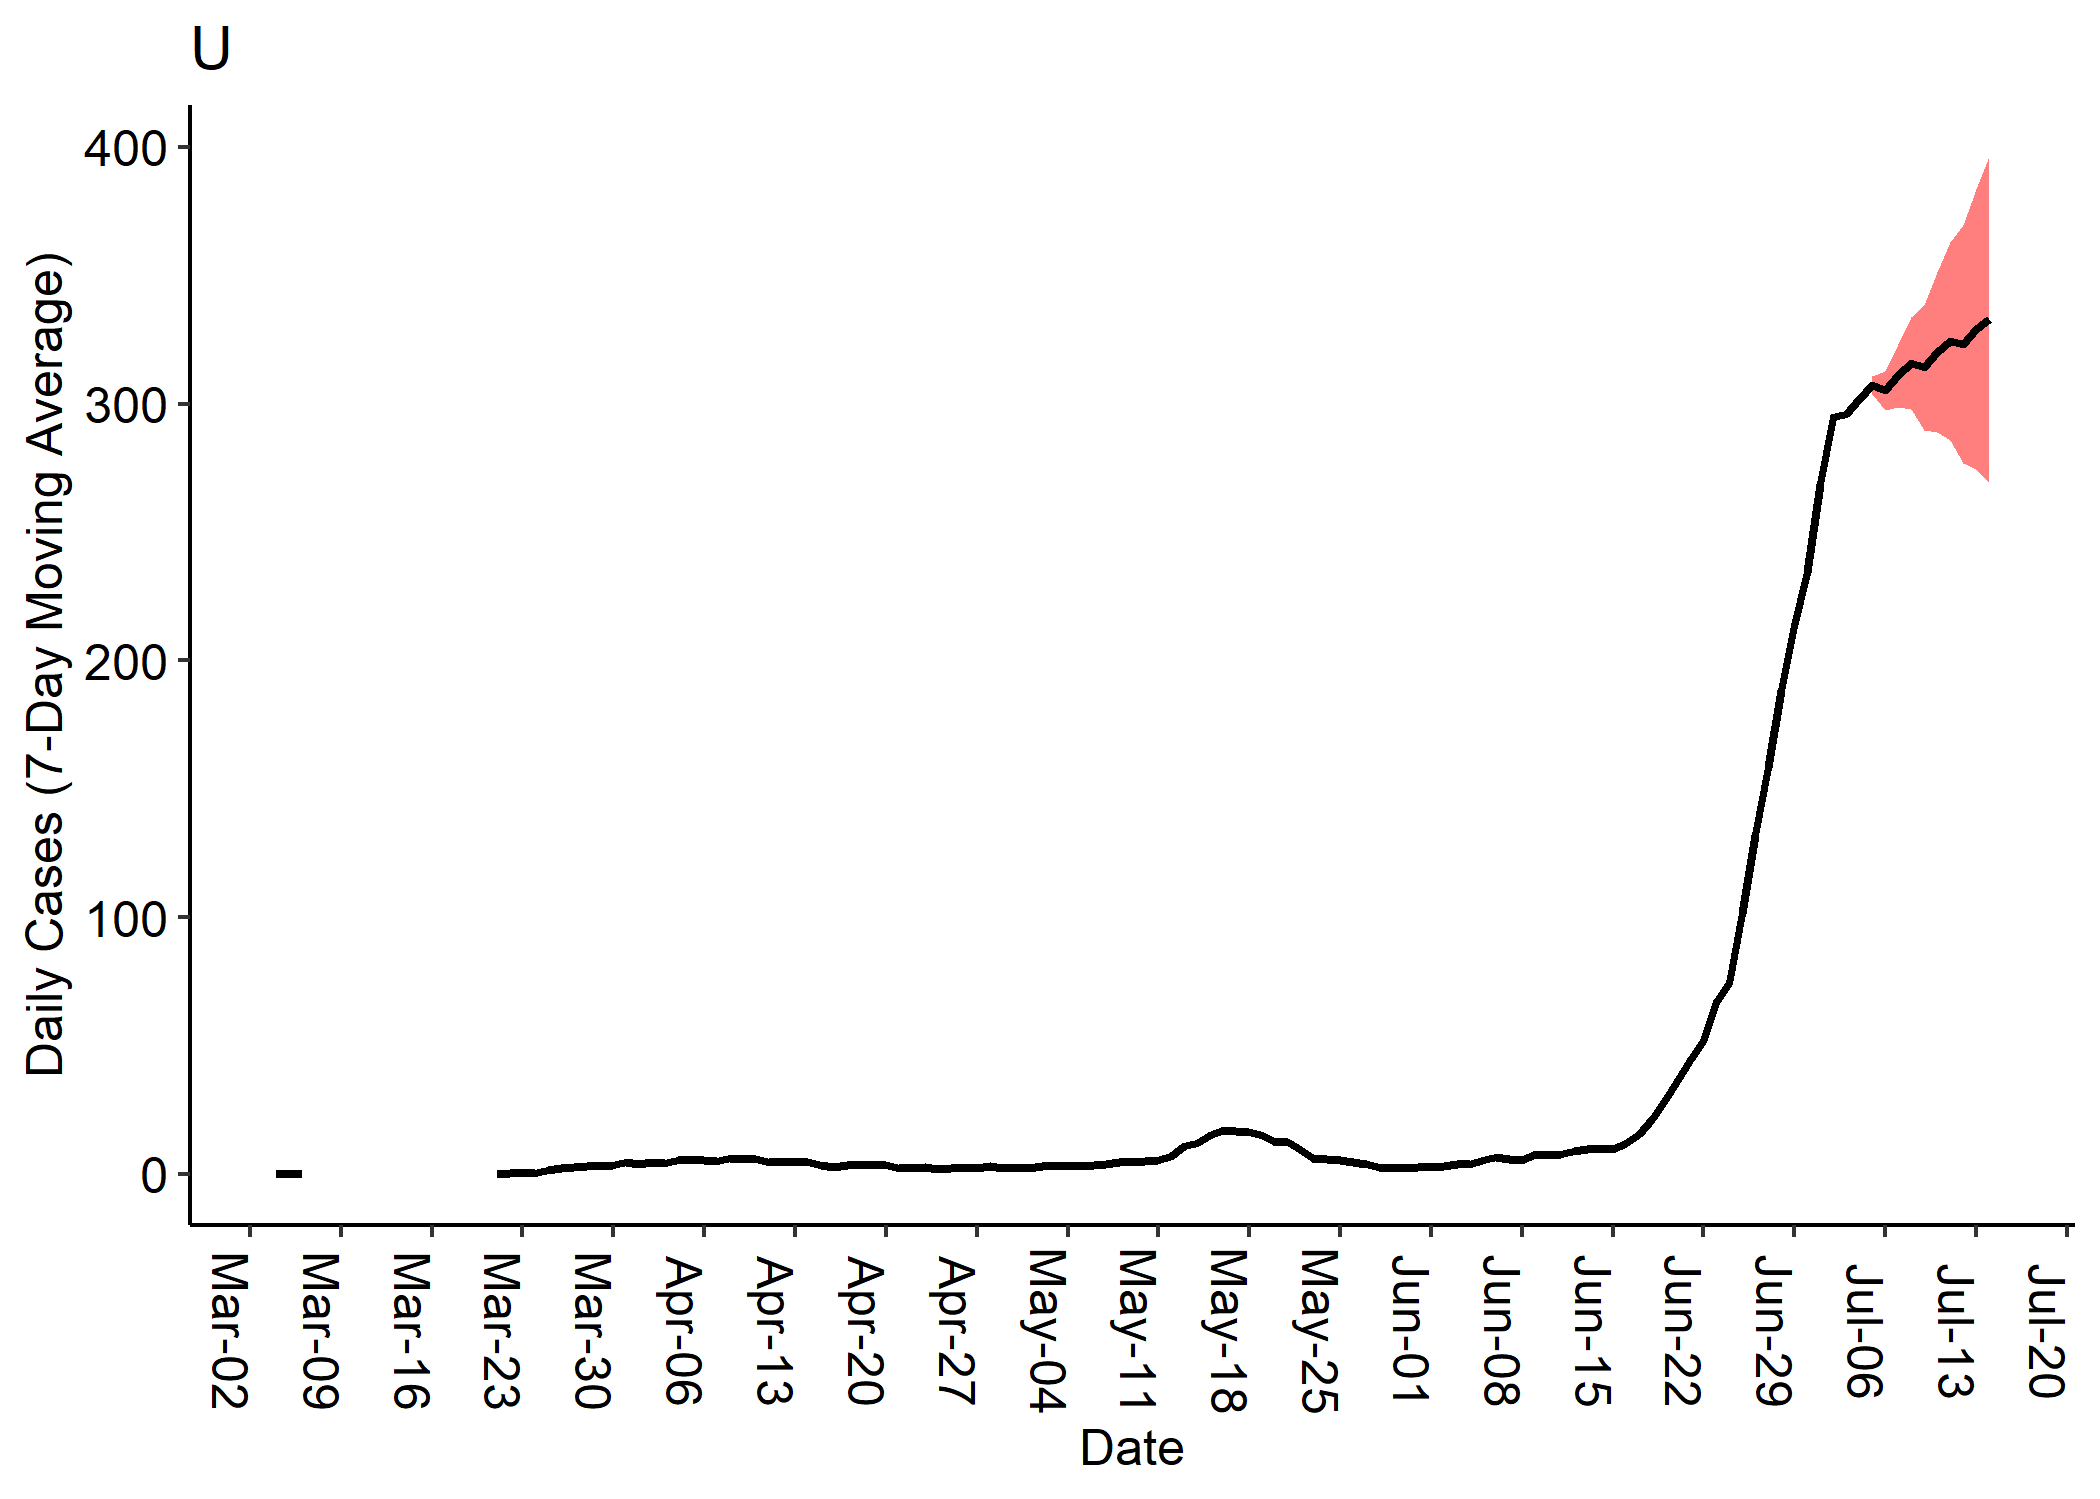 U
Daily Cases (7-Day Moving Average)
400
300
200
100
0
Mar-02
Mar-09
Mar-16
Mar-23
Mar-30
Apr-06
Apr-13
Apr-20
Apr-27
May-04
May-11
May-18
May-25
Jun-01
Jun-08
Jun-15
Jun-22
Jun-29
Jul-06
Jul-13
Jul-20
Date